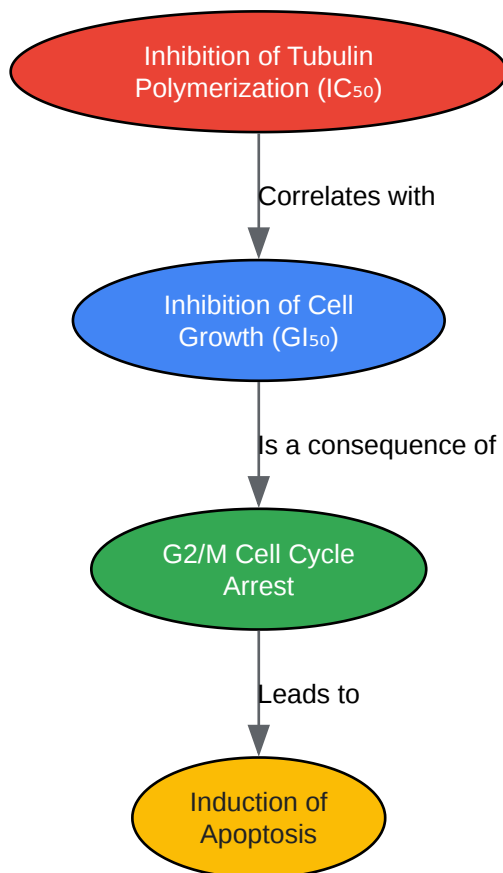 Inhibition of Tubulin
Polymerization (IC₅₀)
Correlates with
Inhibition of Cell
Growth (GI₅₀)
Is a consequence of
G2/M Cell Cycle
Arrest
Leads to
Induction of
Apoptosis